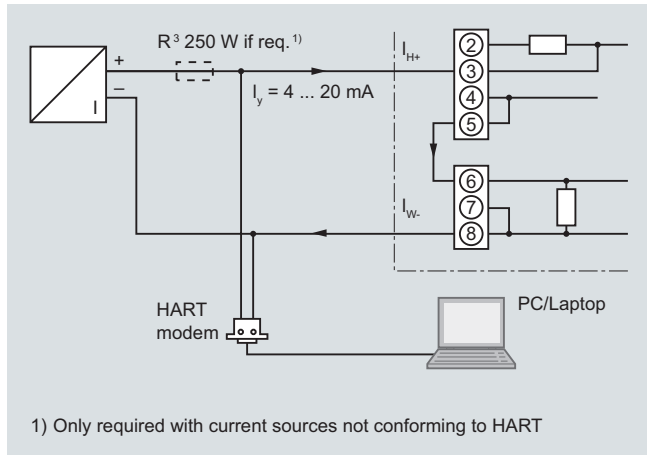 R³ 250 W if req.¹⁾
+
–
I
I_y = 4 ... 20 mA
I_H+
2
3
4
5
6
7
8
I_W-
HART
modem
PC/Laptop
1) Only required with current sources not conforming to HART